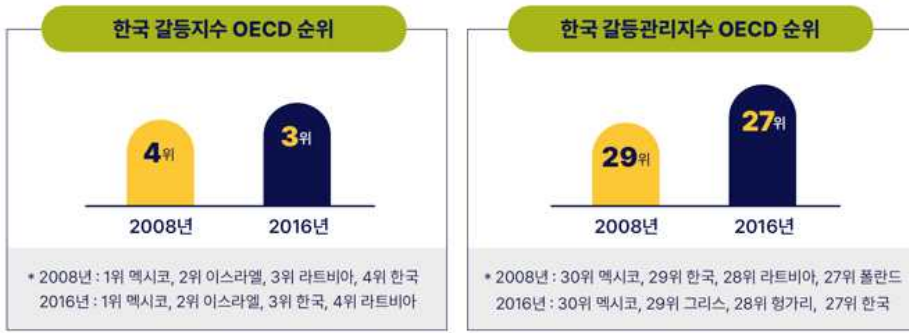 한국 갈등지수 OECD 순위
4위
3위
2008년
2016년
* 2008년 : 1위 멕시코, 2위 이스라엘, 3위 라트비아, 4위 한국
2016년 : 1위 멕시코, 2위 이스라엘, 3위 한국, 4위 라트비아
한국 갈등관리지수 OECD 순위
29위
27위
2008년
2016년
* 2008년 : 30위 멕시코, 29위 한국, 28위 라트비아, 27위 폴란드
2016년 : 30위 멕시코, 29위 그리스, 28위 헝가리, 27위 한국